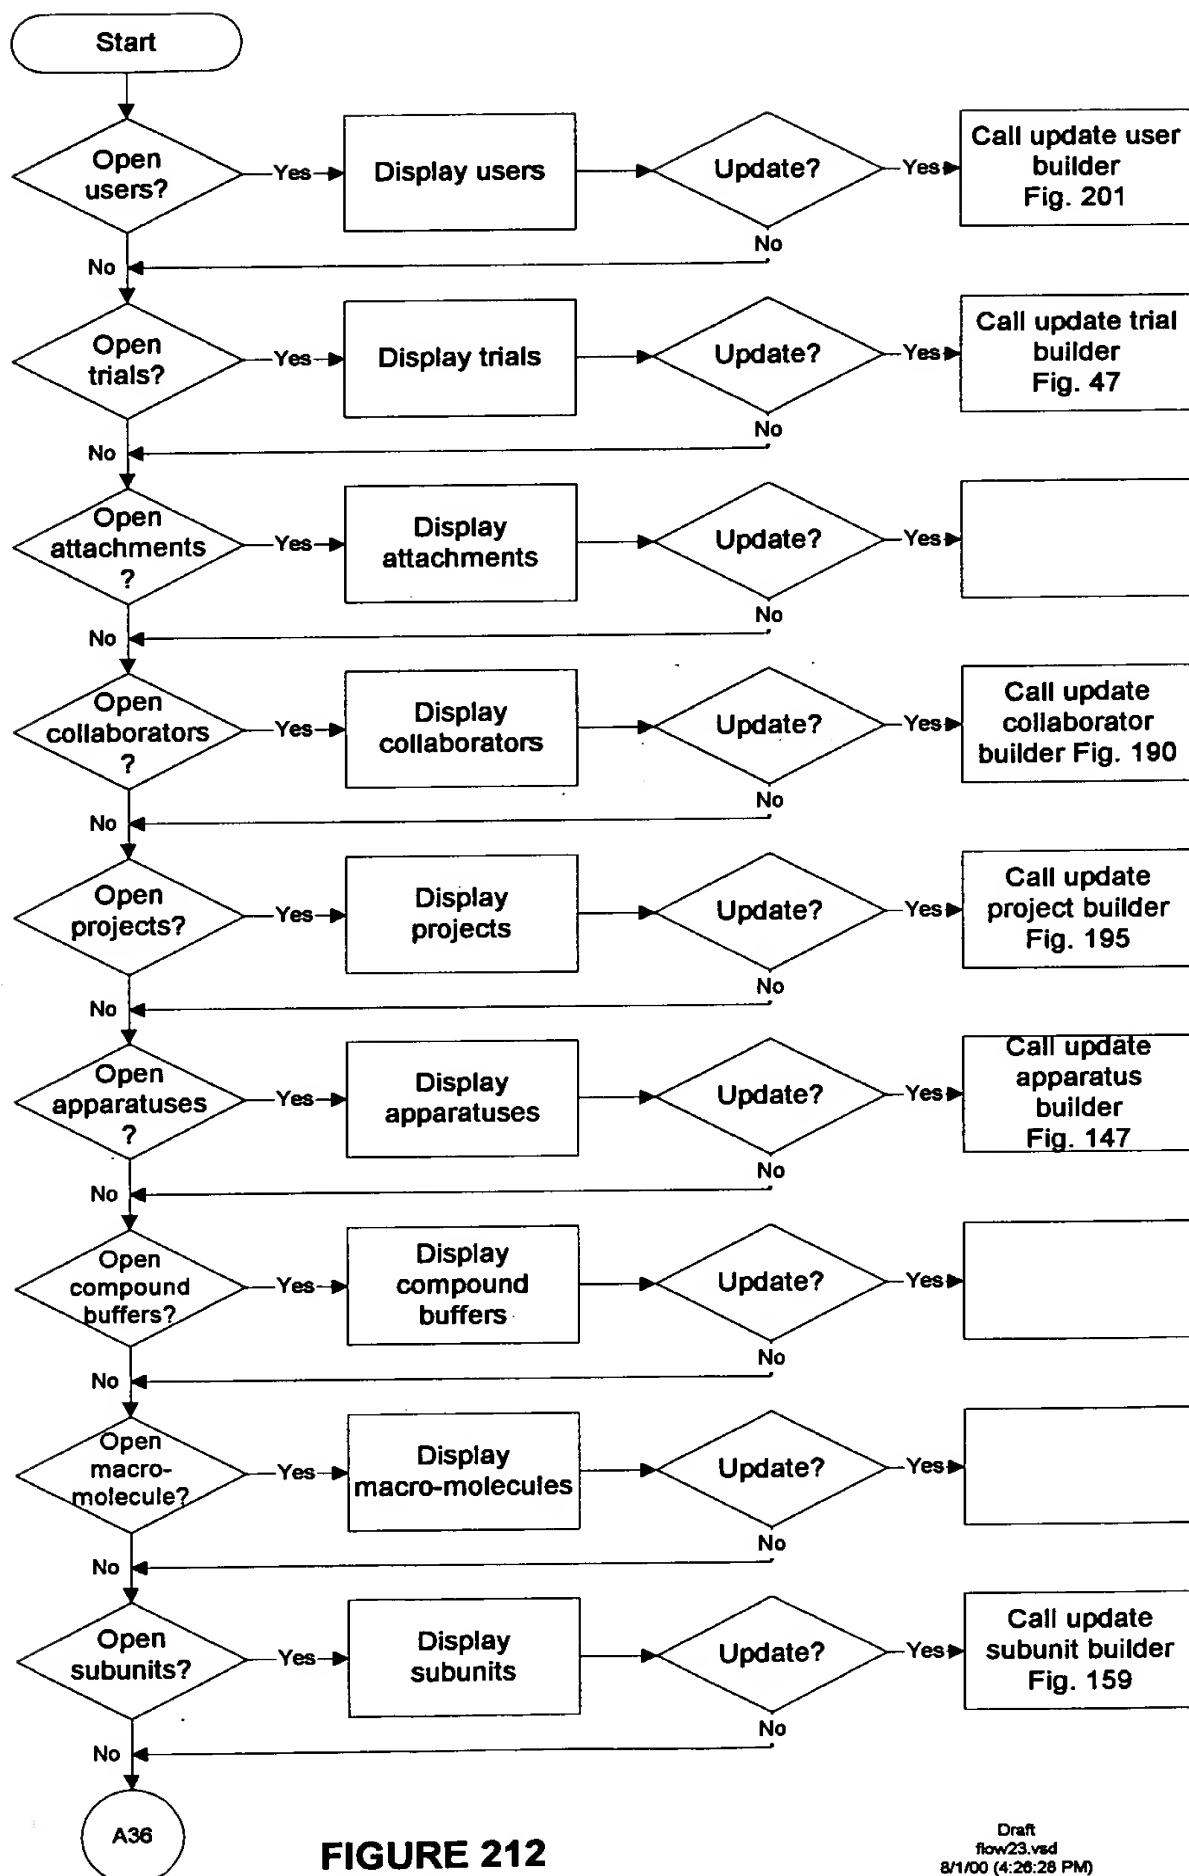 Start
Open
users?
Yes
Display users
Update?
Yes
Call update user
builder
Fig. 201
No
No
Open
trials?
Yes
Display trials
Update?
Yes
Call update trial
builder
Fig. 47
No
No
Open
attachments
?
Yes
Display
attachments
Update?
Yes
No
No
Open
collaborators
?
Yes
Display
collaborators
Update?
Yes
Call update
collaborator
builder Fig. 190
No
No
Open
projects?
Yes
Display
projects
Update?
Yes
Call update
project builder
Fig. 195
No
No
Open
apparatuses
?
Yes
Display
apparatuses
Update?
Yes
Call update
apparatus
builder
Fig. 147
No
No
Open
compound
buffers?
Yes
Display
compound
buffers
Update?
Yes
No
No
Open
macro-
molecule?
Yes
Display
macro-molecules
Update?
Yes
No
No
Open
subunits?
Yes
Display
subunits
Update?
Yes
Call update
subunit builder
Fig. 159
No
No
A36
FIGURE 212
Draft
flow23.vsd
8/1/00 (4:26:28 PM)